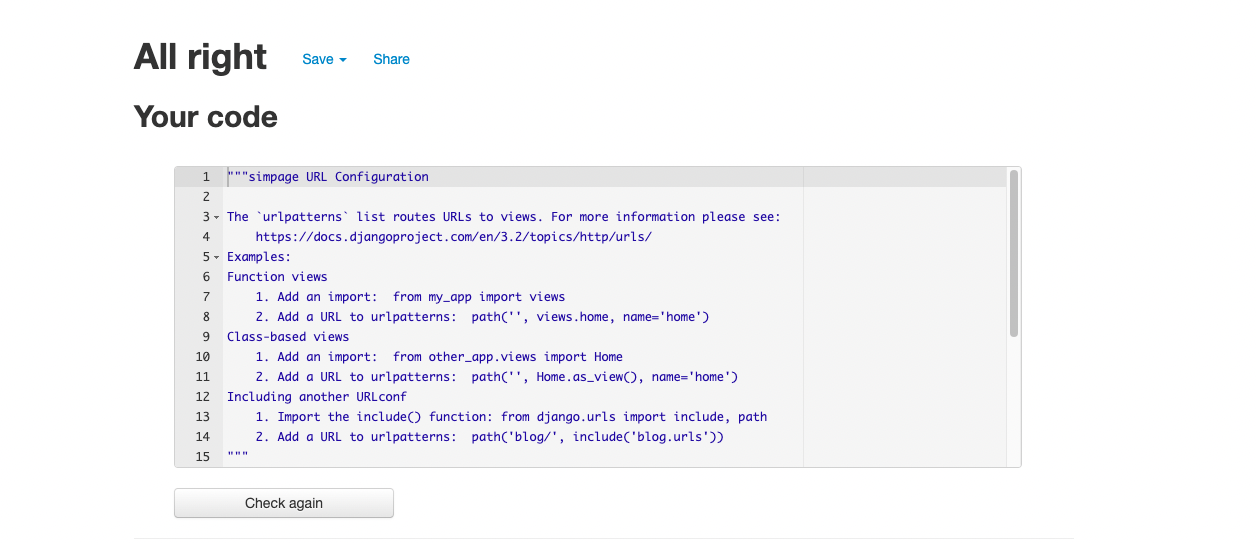 All right Save Share
Your code
1 """simpage URL Configuration
2
3 The `urlpatterns` list routes URLs to views. For more information please see:
4     https://docs.djangoproject.com/en/3.2/topics/http/urls/
5 Examples:
6 Function views
7     1. Add an import:  from my_app import views
8     2. Add a URL to urlpatterns:  path('', views.home, name='home')
9 Class-based views
10     1. Add an import:  from other_app.views import Home
11     2. Add a URL to urlpatterns:  path('', Home.as_view(), name='home')
12 Including another URLconf
13     1. Import the include() function: from django.urls import include, path
14     2. Add a URL to urlpatterns:  path('blog/', include('blog.urls'))
15 """
Check again